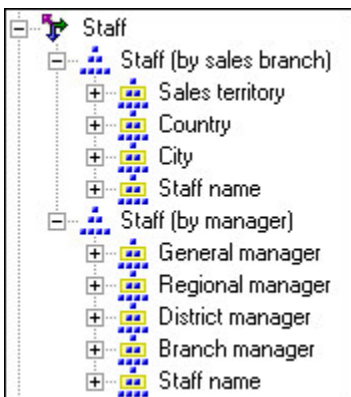 Staff
Staff (by sales branch)
Sales territory
Country
City
Staff name
Staff (by manager)
General manager
Regional manager
District manager
Branch manager
Staff name